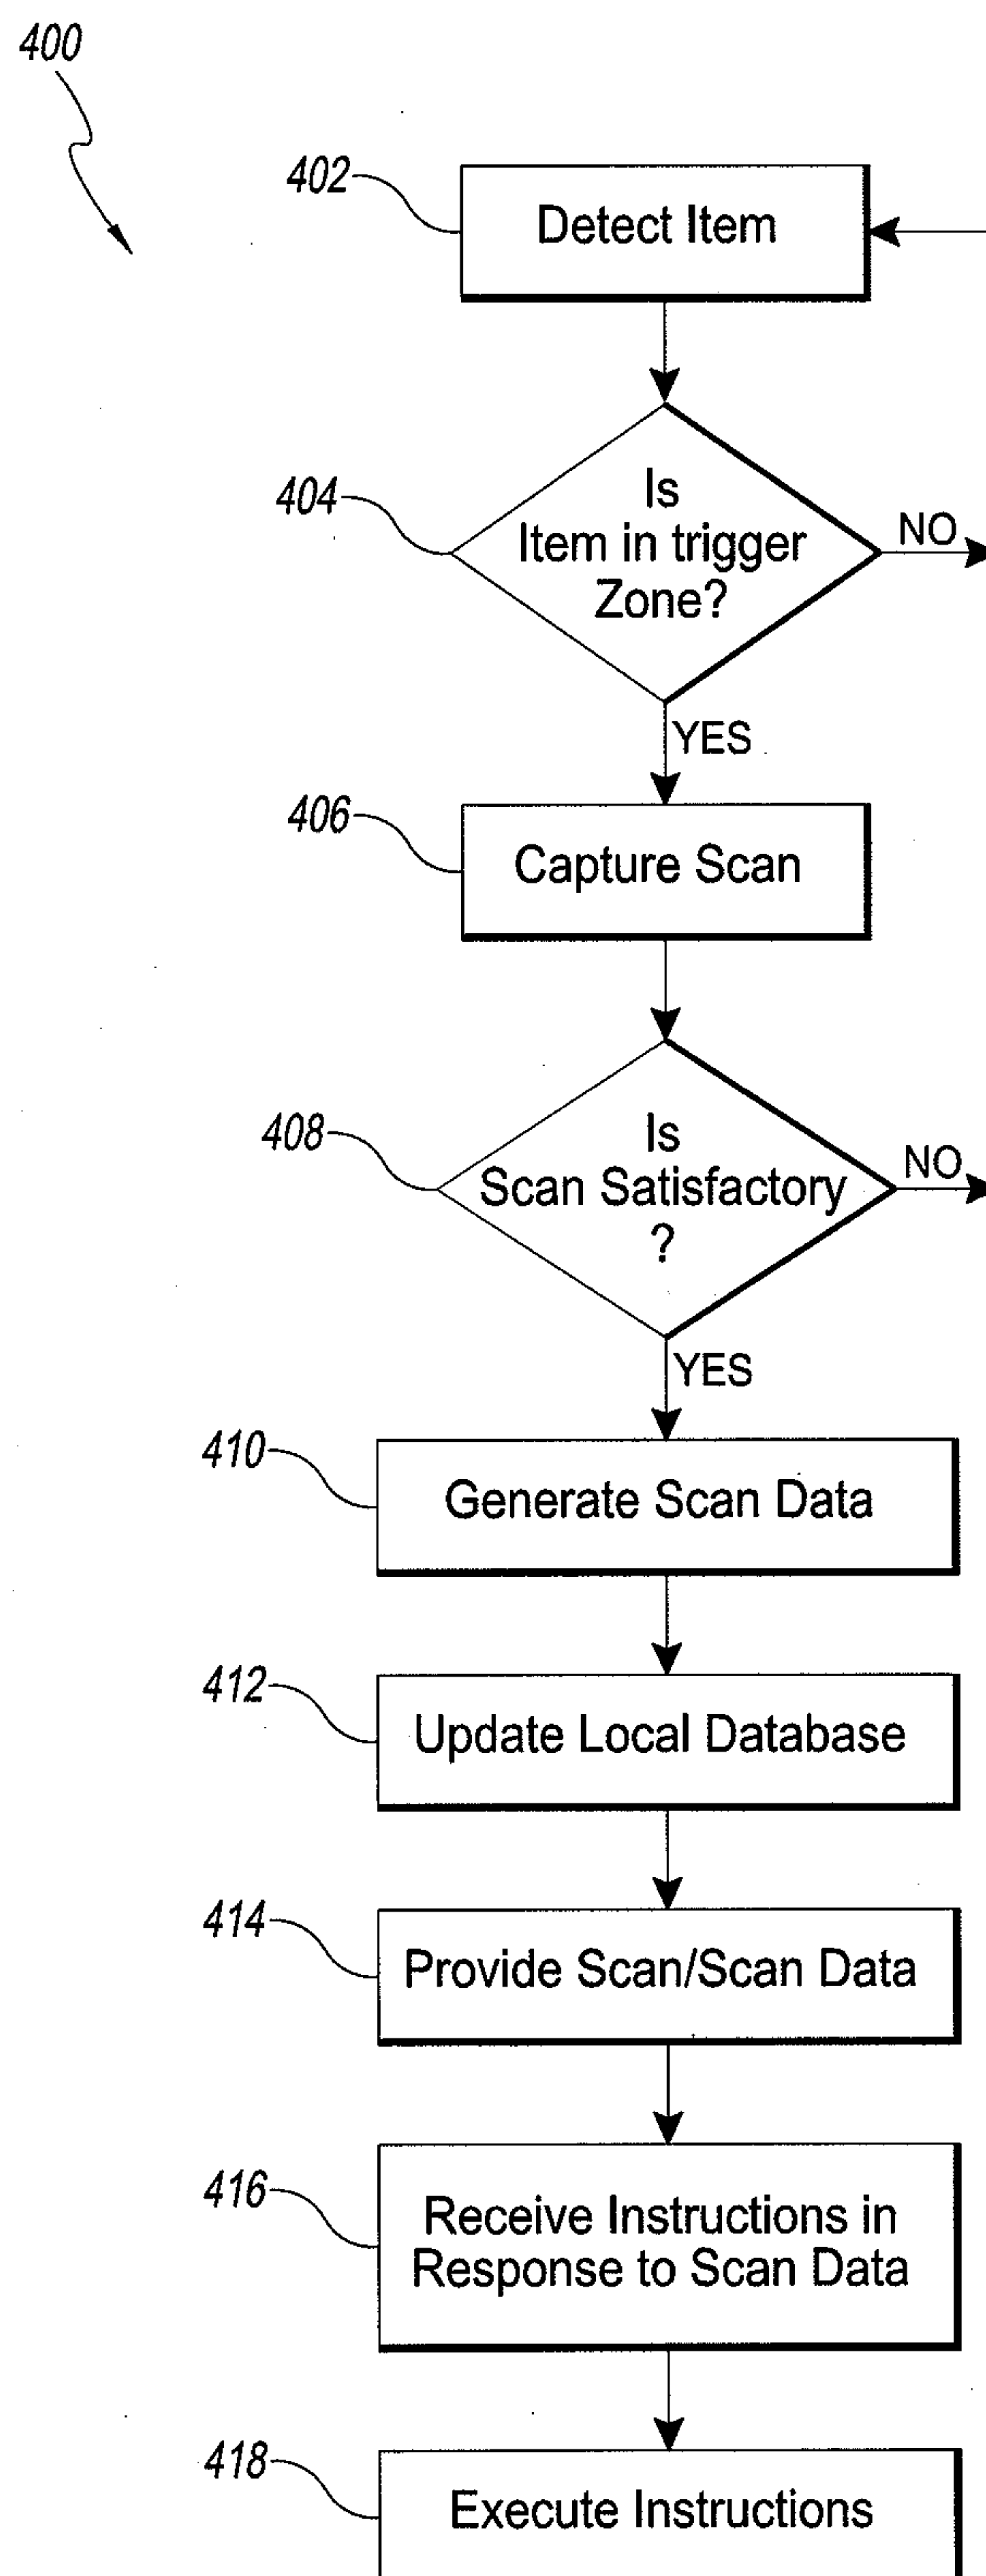 400
402
Detect Item
404
Is
Item in trigger
Zone?
NO
YES
406
Capture Scan
408
Is
Scan Satisfactory
?
NO
YES
410
Generate Scan Data
412
Update Local Database
414
Provide Scan/Scan Data
416
Receive Instructions in
Response to Scan Data
418
Execute Instructions